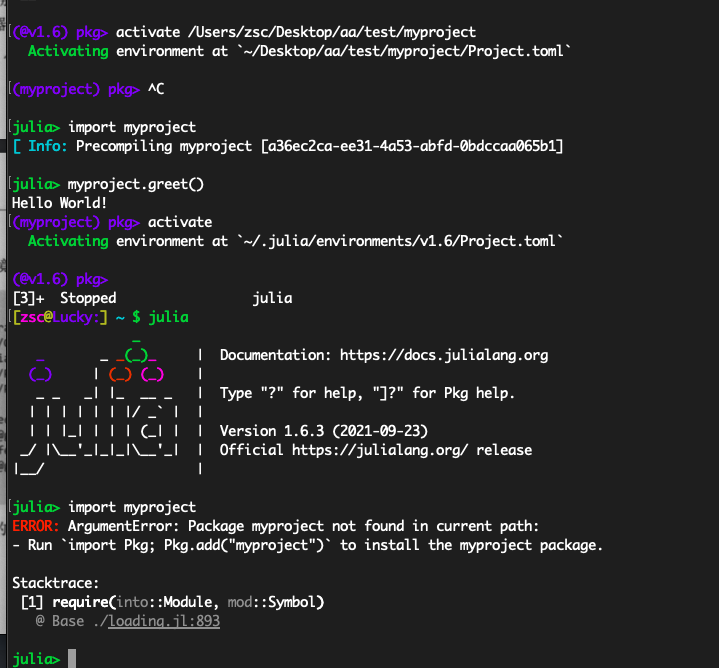 (@v1.6) pkg> activate /Users/zsc/Desktop/aa/test/myproject
  Activating environment at `~/Desktop/aa/test/myproject/Project.toml`
(myproject) pkg> ^C
julia> import myproject
[ Info: Precompiling myproject [a36ec2ca-ee31-4a53-abfd-0bdccaa065b1]
julia> myproject.greet()
Hello World!
(myproject) pkg> activate
  Activating environment at `~/.julia/environments/v1.6/Project.toml`
(@v1.6) pkg>
[3]+  Stopped                 julia
[zsc@Lucky:] ~ $ julia
               _
   _       _ _(_)_     |  Documentation: https://docs.julialang.org
  (_)     | (_) (_)    |
   _ _   _| |_  __ _   |  Type "?" for help, "]?" for Pkg help.
  | | | | | | |/ _` |  |
  | | |_| | | | (_| |  |  Version 1.6.3 (2021-09-23)
 _/ |\__'_|_|_|\__'_|  |  Official https://julialang.org/ release
|__/                   |
julia> import myproject
ERROR: ArgumentError: Package myproject not found in current path:
- Run `import Pkg; Pkg.add("myproject")` to install the myproject package.
Stacktrace:
 [1] require(into::Module, mod::Symbol)
   @ Base ./loading.jl:893
julia>